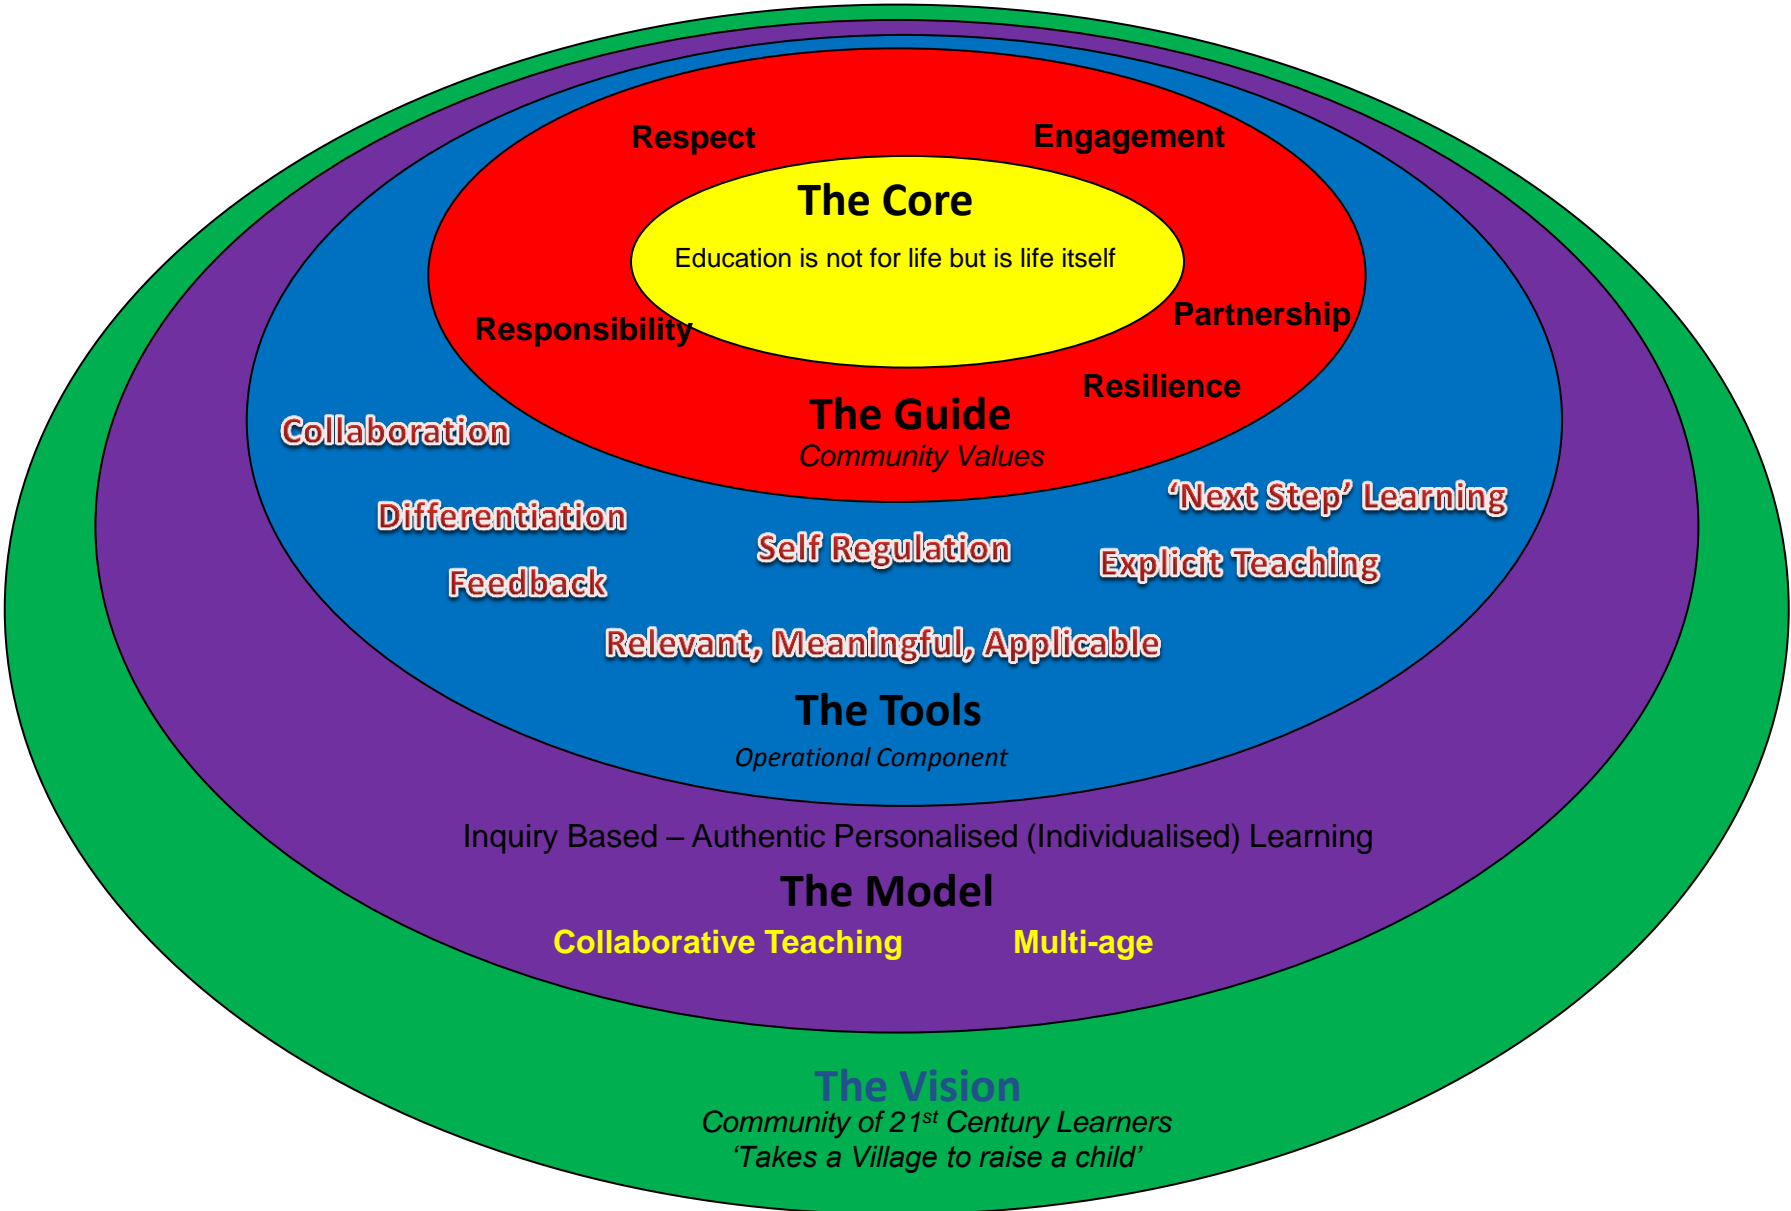 Respect
Engagement
The Core
Education is not for life but is life itself
Responsibility
Partnership
Resilience
The Guide
Community Values
Collaboration
‘Next Step’ Learning
Differentiation
Self Regulation
Explicit Teaching
Feedback
Relevant, Meaningful, Applicable
The Tools
Operational Component
Inquiry Based – Authentic Personalised (Individualised) Learning
The Model
Collaborative Teaching
Multi-age
The Vision
Community of 21st Century Learners
‘Takes a Village to raise a child’